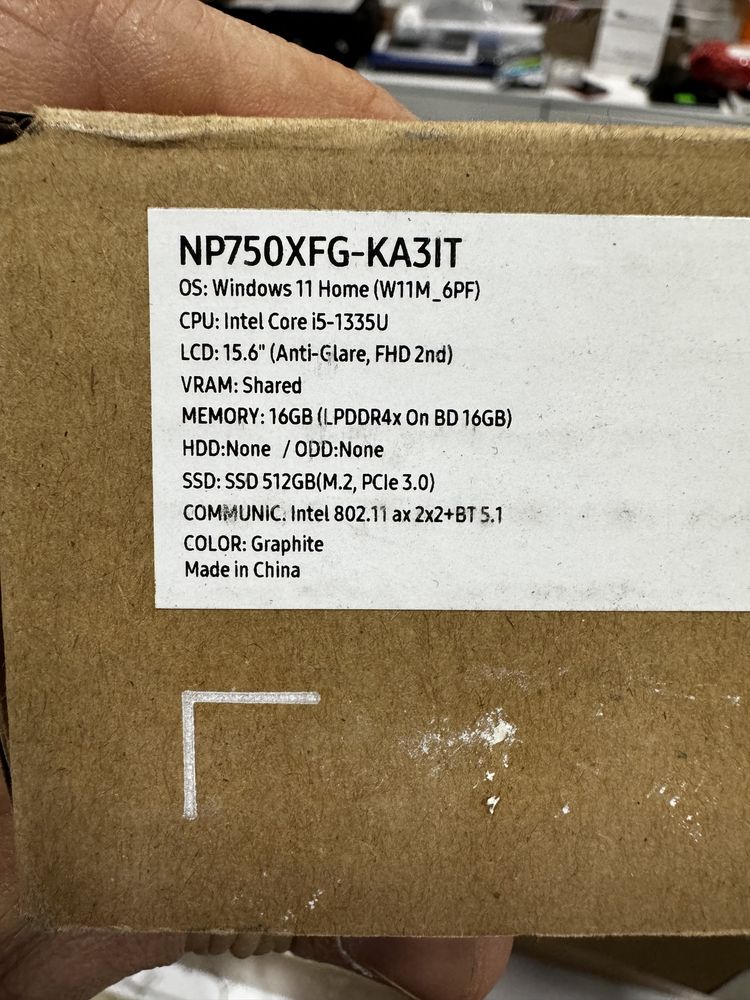 NP750XFG-KA3IT
OS: Windows 11 Home (W11M_6PF)
CPU: Intel Core i5-1335U
LCD: 15.6" (Anti-Glare, FHD 2nd)
VRAM: Shared
MEMORY: 16GB (LPDDR4x On BD 16GB)
HDD:None / ODD:None
SSD: SSD 512GB(M.2, PCIe 3.0)
COMMUNIC. Intel 802.11 ax 2x2+BT 5.1
COLOR: Graphite
Made in China